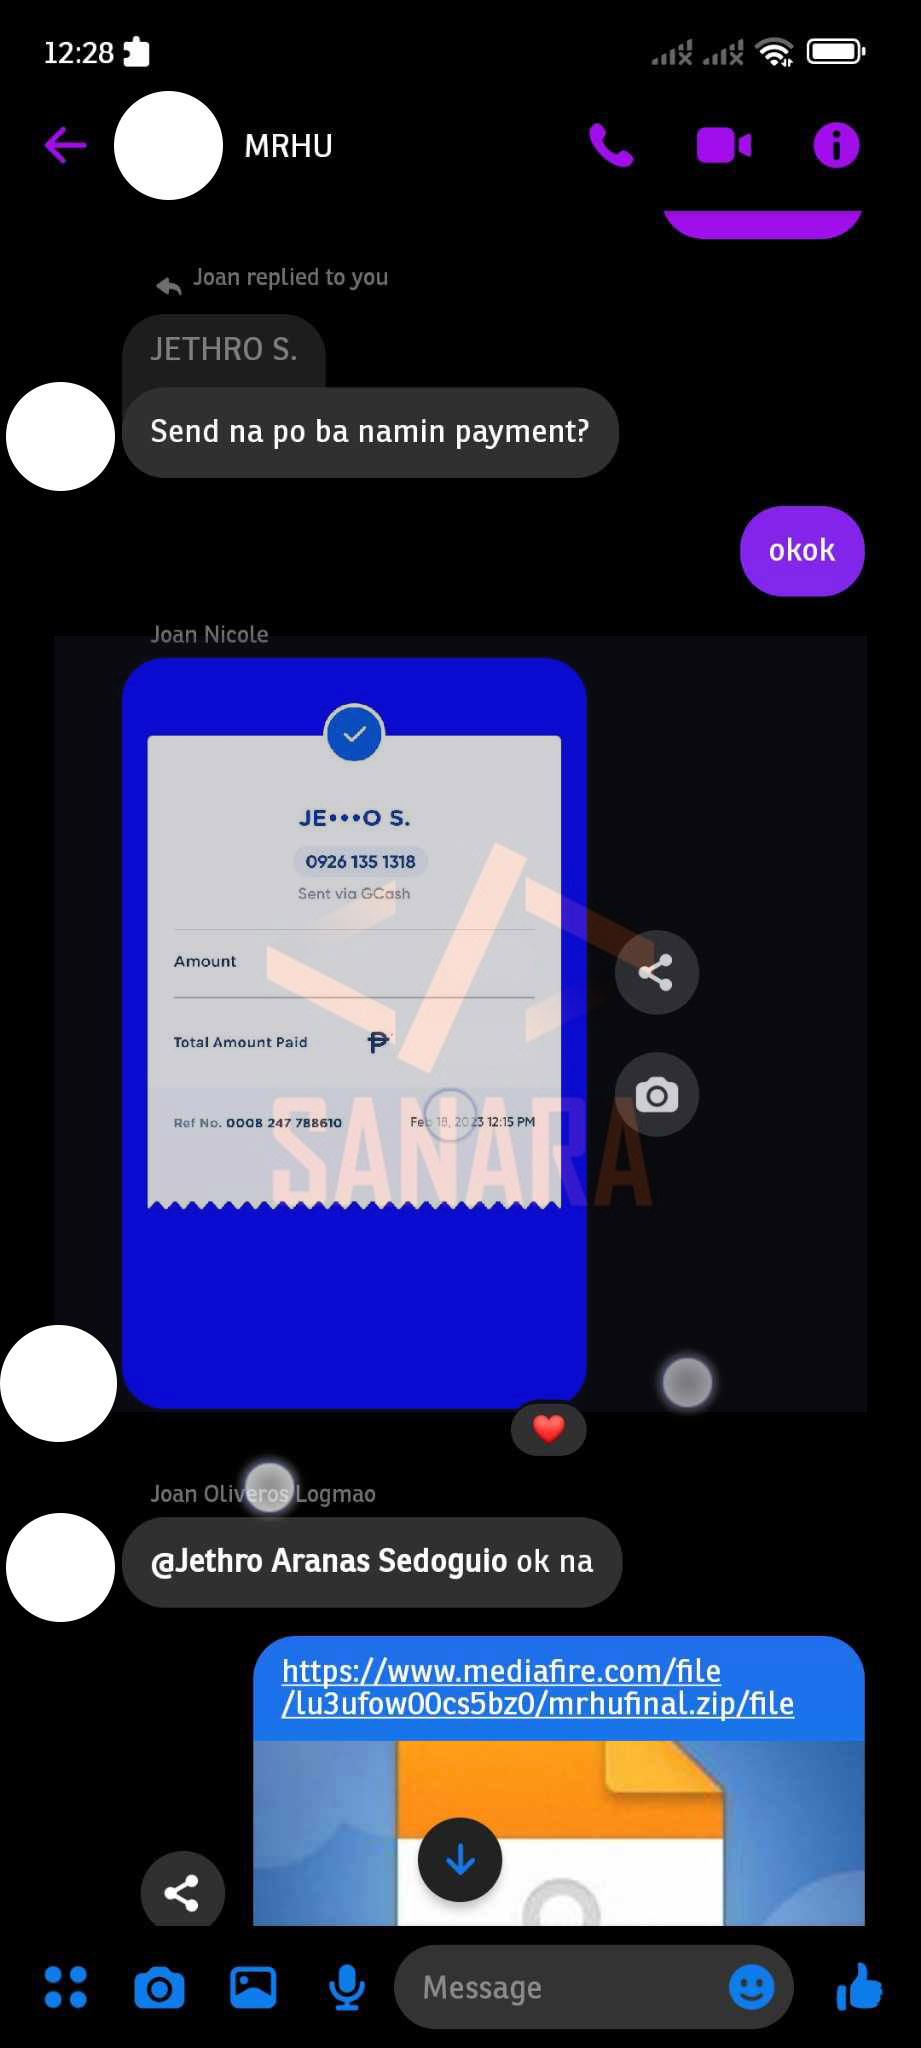 12:28
MRHU
Joan replied to you
JETHRO S.
Send na po ba namin payment?
okok
Joan Nicole
JE•••O S.
0926 135 1318
Sent via GCash
Amount
Total Amount Paid ₱
Ref No. 0008 247 788610 Feb 18, 2023 12:15 PM
SANARA
Joan Oliveros Logmao
@Jethro Aranas Sedoguio ok na
https://www.mediafire.com/file
/lu3ufow00cs5bz0/mrhufinal.zip/file
Message